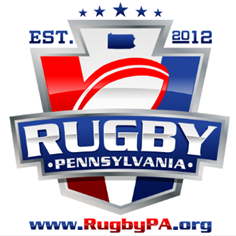 EST. 2012
RUGBY
• PENNSYLVANIA •
www.RugbyPA.org